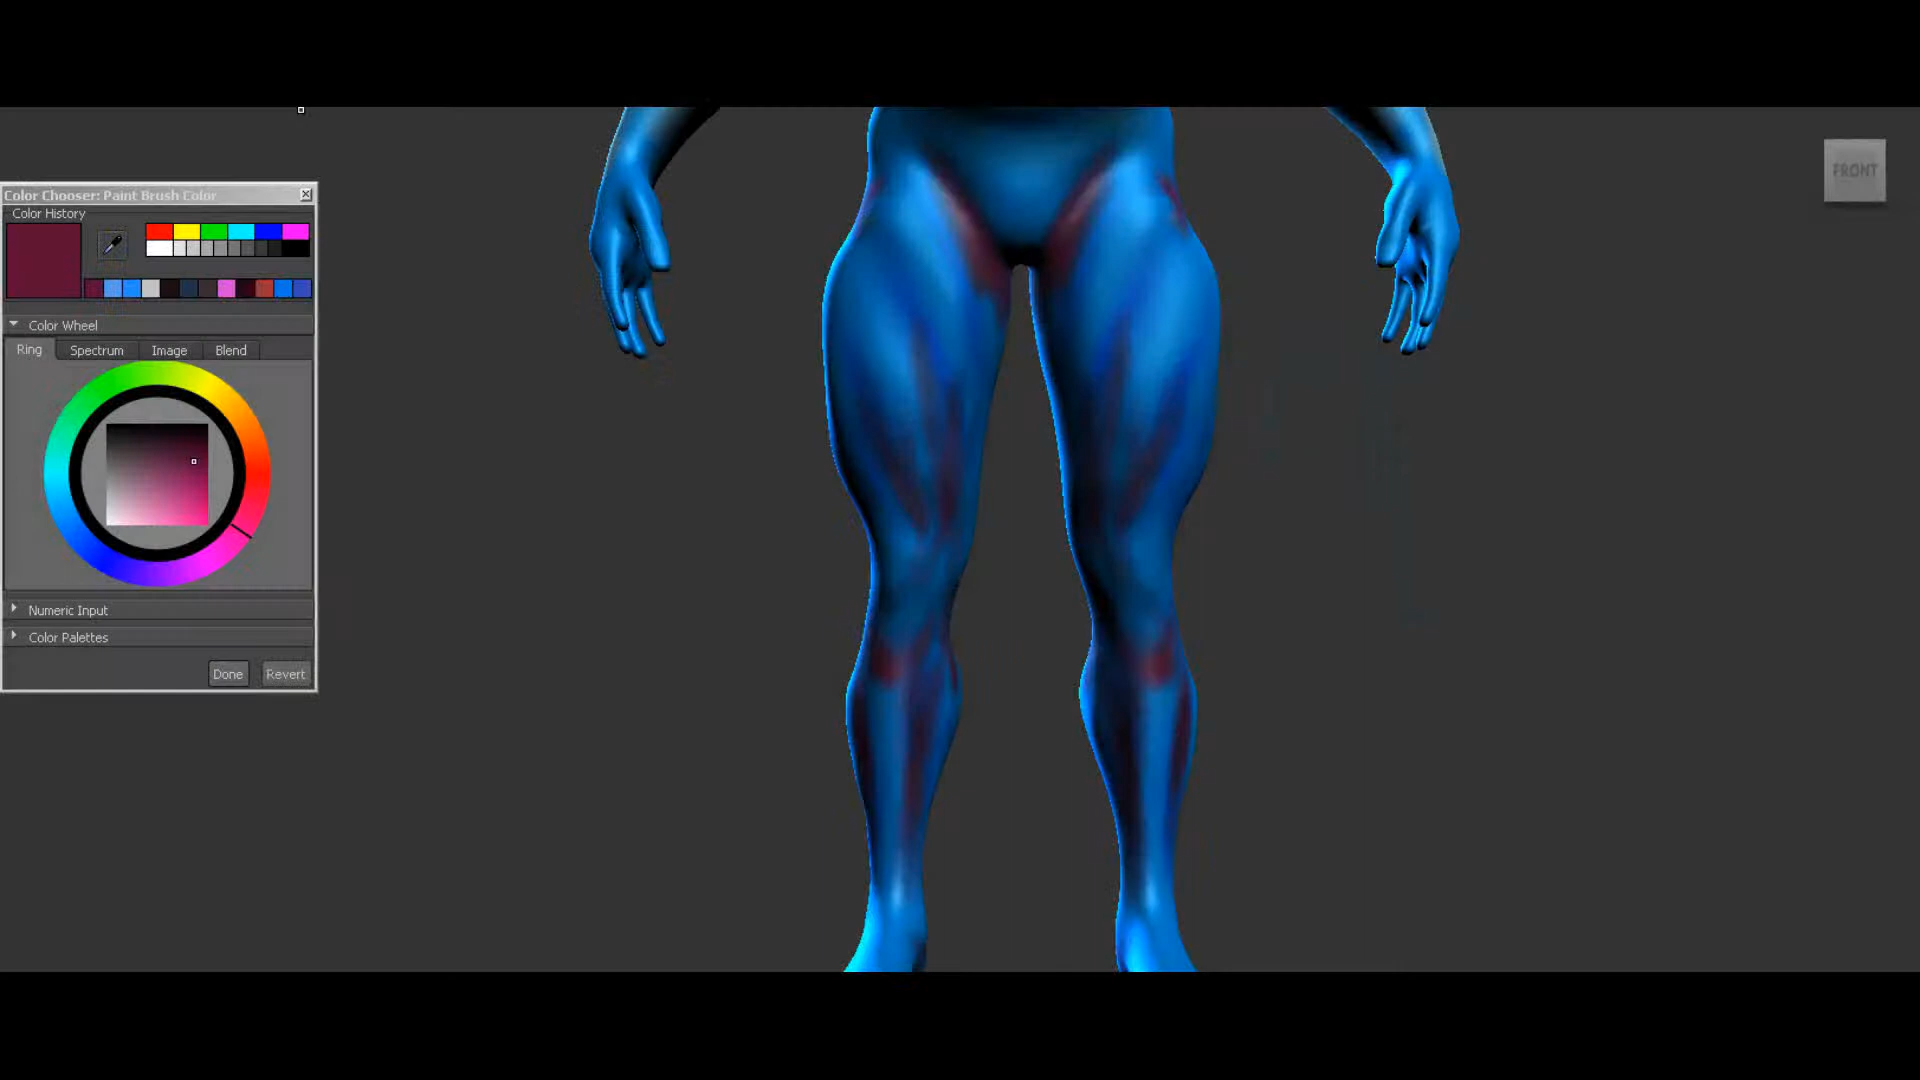 FRONT
Color Chooser: Paint Brush Color
Color History
Color Wheel
Ring Spectrum Image Blend
Numeric Input
Color Palettes
Done Revert